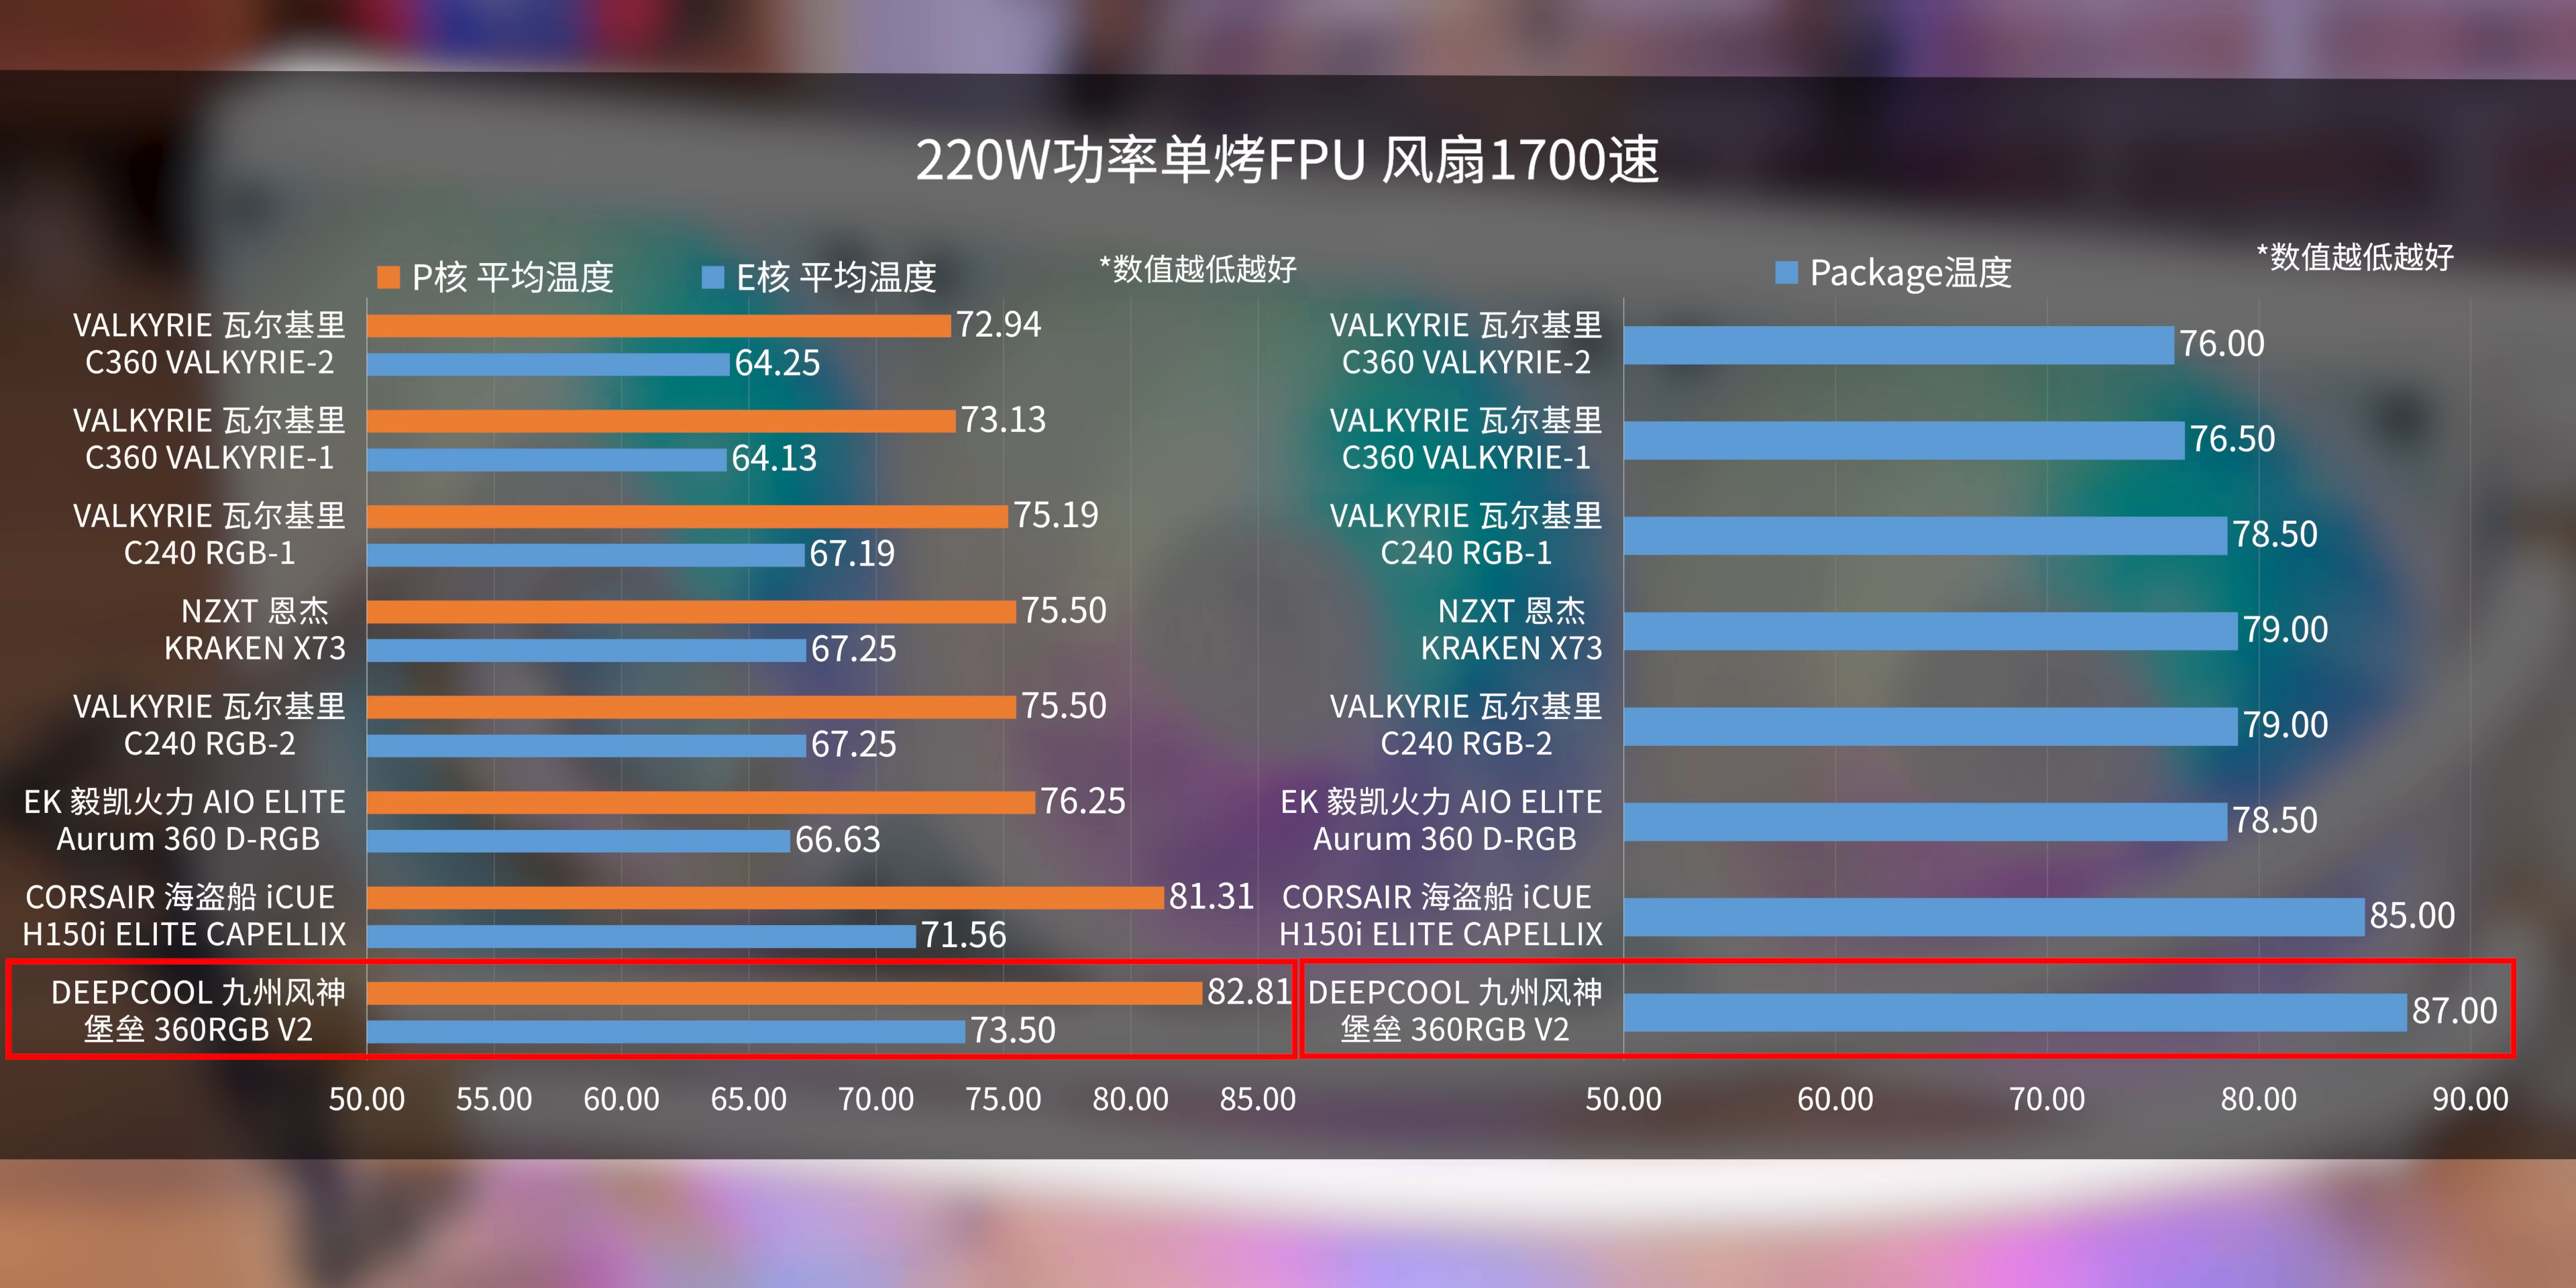 220W功率单烤FPU 风扇1700速
P核 平均温度
E核 平均温度
*数值越低越好
VALKYRIE 瓦尔基里
C360 VALKYRIE-2
72.94
64.25
VALKYRIE 瓦尔基里
C360 VALKYRIE-1
73.13
64.13
VALKYRIE 瓦尔基里
C240 RGB-1
75.19
67.19
NZXT 恩杰
KRAKEN X73
75.50
67.25
VALKYRIE 瓦尔基里
C240 RGB-2
75.50
67.25
EK 毅凯火力 AIO ELITE
Aurum 360 D-RGB
76.25
66.63
CORSAIR 海盗船 iCUE
H150i ELITE CAPELLIX
81.31
71.56
DEEPCOOL 九州风神
堡垒 360RGB V2
82.81
73.50
50.00 55.00 60.00 65.00 70.00 75.00 80.00 85.00
Package温度
*数值越低越好
VALKYRIE 瓦尔基里
C360 VALKYRIE-2
76.00
VALKYRIE 瓦尔基里
C360 VALKYRIE-1
76.50
VALKYRIE 瓦尔基里
C240 RGB-1
78.50
NZXT 恩杰
KRAKEN X73
79.00
VALKYRIE 瓦尔基里
C240 RGB-2
79.00
EK 毅凯火力 AIO ELITE
Aurum 360 D-RGB
78.50
CORSAIR 海盗船 iCUE
H150i ELITE CAPELLIX
85.00
DEEPCOOL 九州风神
堡垒 360RGB V2
87.00
50.00 60.00 70.00 80.00 90.00